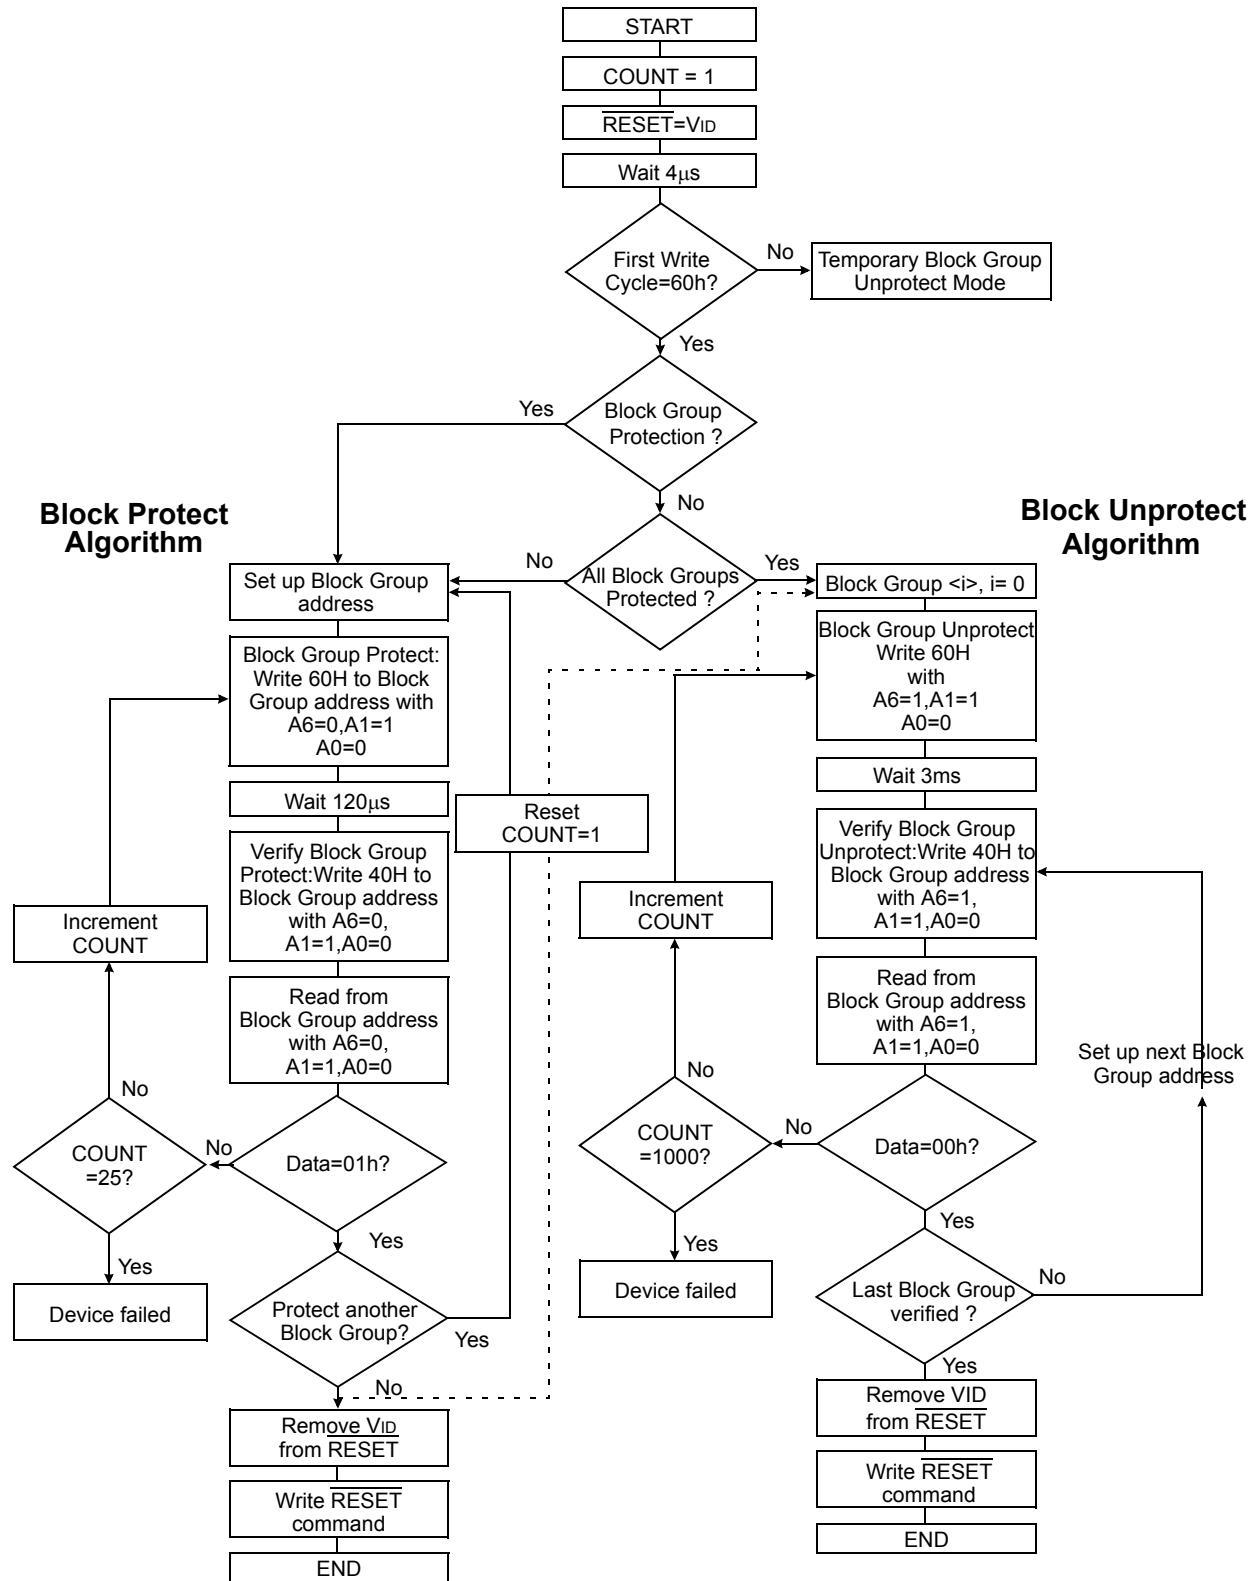 START
COUNT = 1
RESET=VID
Wait 4μs
First Write
Cycle=60h?
No
Temporary Block Group
Unprotect Mode
Yes
Block Group
Protection ?
Yes
No
Block Protect
Algorithm
Block Unprotect
Algorithm
All Block Groups
Protected ?
No
Yes
Set up Block Group
address
Block Group Protect:
Write 60H to Block
Group address with
A6=0,A1=1
A0=0
Wait 120μs
Verify Block Group
Protect:Write 40H to
Block Group address
with A6=0,
A1=1,A0=0
Read from
Block Group address
with A6=0,
A1=1,A0=0
Data=01h?
No
COUNT
=25?
No
Increment
COUNT
Yes
Device failed
Yes
Protect another
Block Group?
Yes
Reset
COUNT=1
No
Remove VID
from RESET
Write RESET
command
END
Block Group <i>, i= 0
Block Group Unprotect
Write 60H
with
A6=1,A1=1
A0=0
Wait 3ms
Verify Block Group
Unprotect:Write 40H to
Block Group address
with A6=1,
A1=1,A0=0
Read from
Block Group address
with A6=1,
A1=1,A0=0
Data=00h?
No
COUNT
=1000?
No
Increment
COUNT
Yes
Device failed
Yes
Last Block Group
verified ?
No
Set up next Block
Group address
Yes
Remove VID
from RESET
Write RESET
command
END